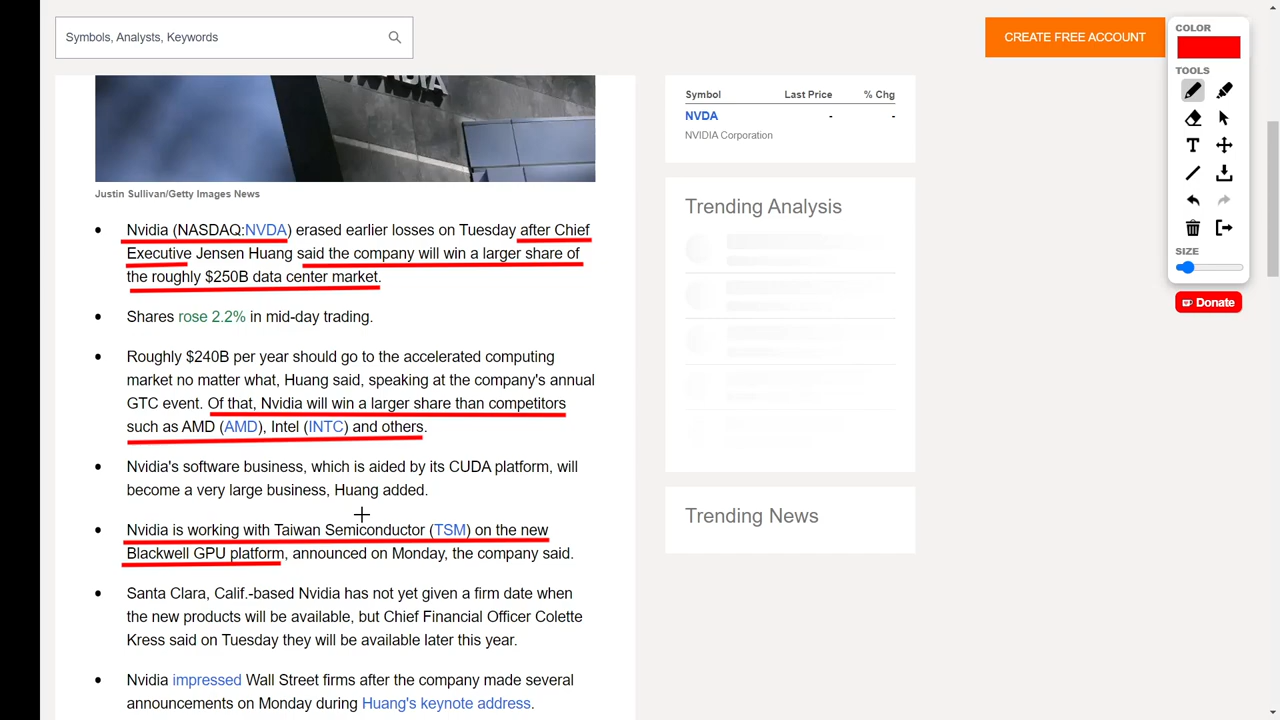 Symbols, Analysts, Keywords
CREATE FREE ACCOUNT
COLOR
TOOLS
SIZE
Donate
Justin Sullivan/Getty Images News
• Nvidia (NASDAQ:NVDA) erased earlier losses on Tuesday after Chief
Executive Jensen Huang said the company will win a larger share of
the roughly $250B data center market.
• Shares rose 2.2% in mid-day trading.
• Roughly $240B per year should go to the accelerated computing
market no matter what, Huang said, speaking at the company's annual
GTC event. Of that, Nvidia will win a larger share than competitors
such as AMD (AMD), Intel (INTC) and others.
• Nvidia's software business, which is aided by its CUDA platform, will
become a very large business, Huang added.
• Nvidia is working with Taiwan Semiconductor (TSM) on the new
Blackwell GPU platform, announced on Monday, the company said.
• Santa Clara, Calif.-based Nvidia has not yet given a firm date when
the new products will be available, but Chief Financial Officer Colette
Kress said on Tuesday they will be available later this year.
• Nvidia impressed Wall Street firms after the company made several
announcements on Monday during Huang's keynote address.
Symbol Last Price % Chg
NVDA - -
NVIDIA Corporation
Trending Analysis
Trending News